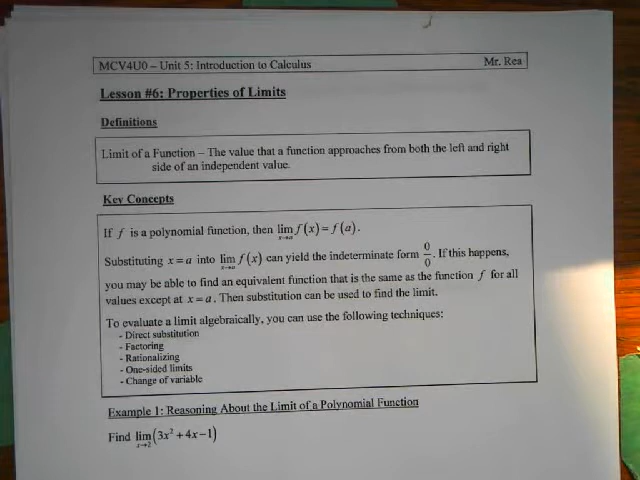 MCV4U0 – Unit 5: Introduction to Calculus Mr. Rea
Lesson #6: Properties of Limits
Definitions
Limit of a Function – The value that a function approaches from both the left and right
side of an independent value.
Key Concepts
If f is a polynomial function, then lim x→a f(x) = f(a).
Substituting x = a into lim x→a f(x) can yield the indeterminate form 0/0. If this happens,
you may be able to find an equivalent function that is the same as the function f for all
values except at x = a. Then substitution can be used to find the limit.
To evaluate a limit algebraically, you can use the following techniques:
- Direct substitution
- Factoring
- Rationalizing
- One-sided limits
- Change of variable
Example 1: Reasoning About the Limit of a Polynomial Function
Find lim x→2 (3x² + 4x − 1)